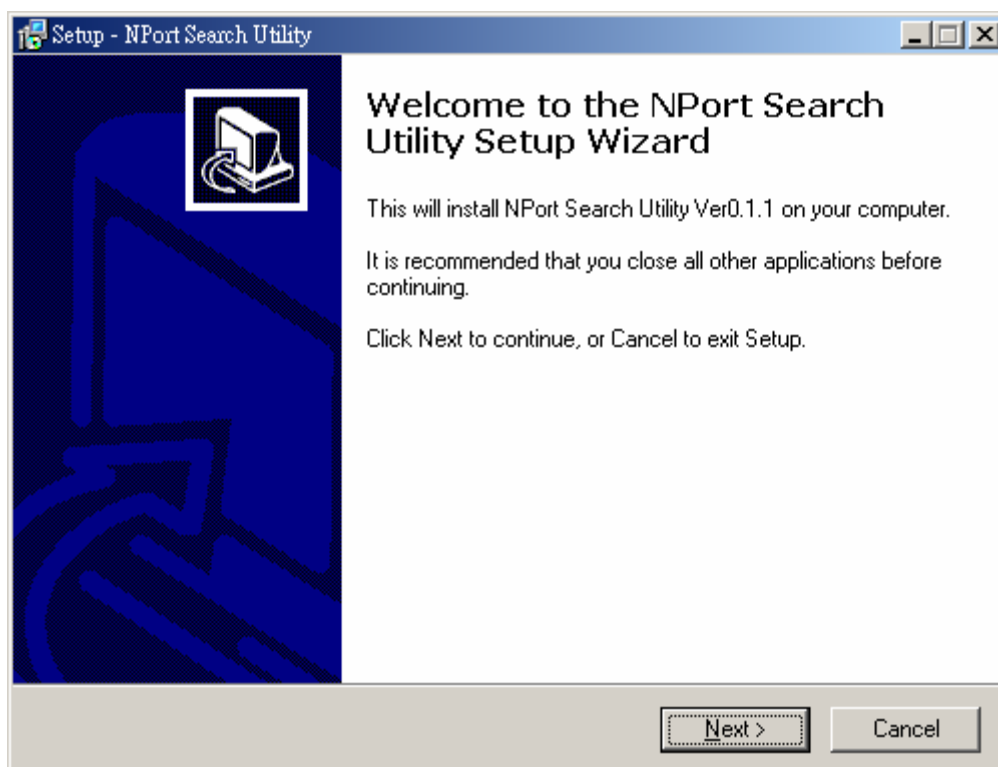 Setup - NPort Search Utility
Welcome to the NPort Search
Utility Setup Wizard
This will install NPort Search Utility Ver0.1.1 on your computer.
It is recommended that you close all other applications before
continuing.
Click Next to continue, or Cancel to exit Setup.
Next >
Cancel